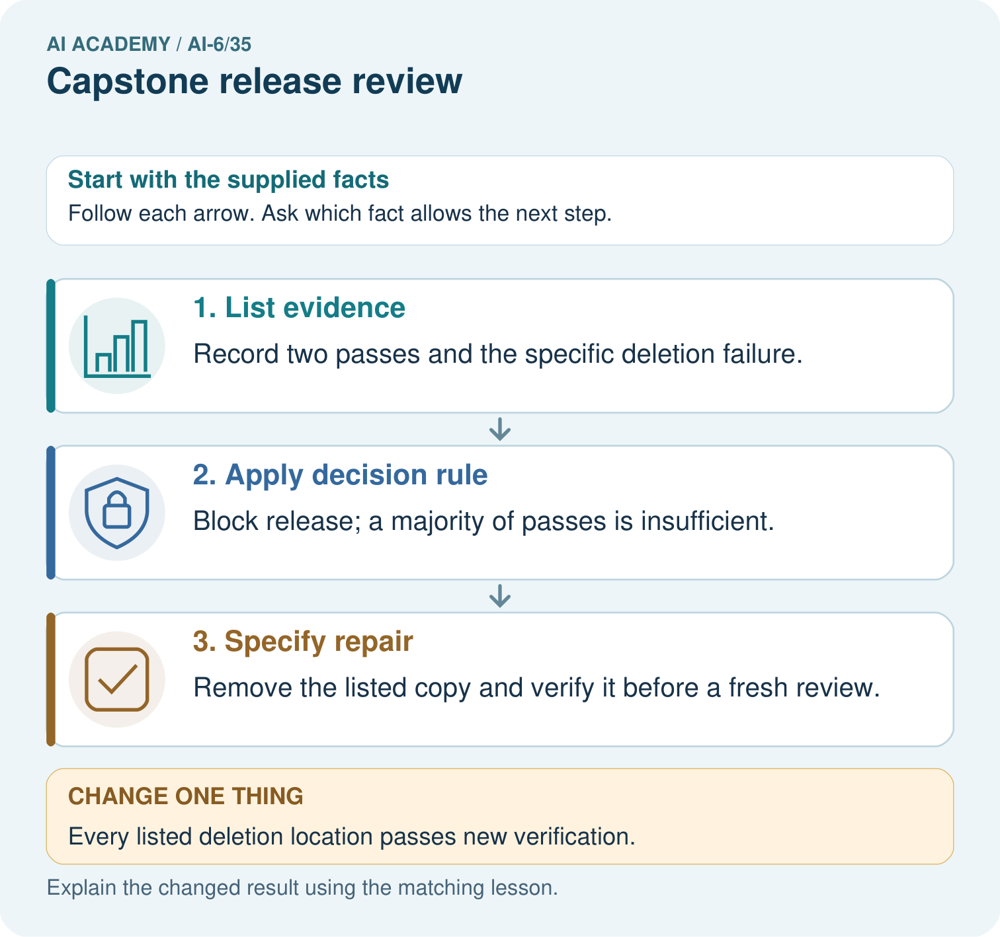 AI ACADEMY / AI-6/35
Capstone release review
Start with the supplied facts
Follow each arrow. Ask which fact allows the next step.
1. List evidence
Record two passes and the specific deletion failure.
2. Apply decision rule
Block release; a majority of passes is insufficient.
3. Specify repair
Remove the listed copy and verify it before a fresh review.
CHANGE ONE THING
Every listed deletion location passes new verification.
Explain the changed result using the matching lesson.